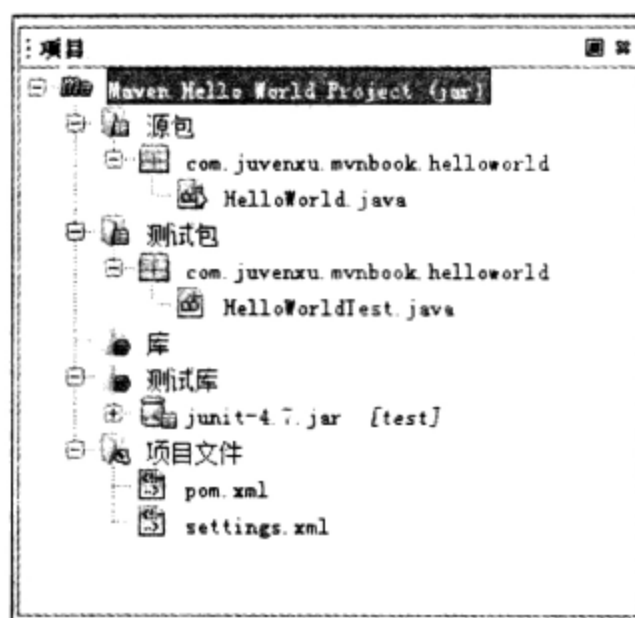 项目
Maven Hello World Project (jar)
源包
com.juvenxu.mvnbook.helloworld
HelloWorld.java
测试包
com.juvenxu.mvnbook.helloworld
HelloWorldTest.java
库
测试库
junit-4.7.jar [test]
项目文件
pom.xml
settings.xml